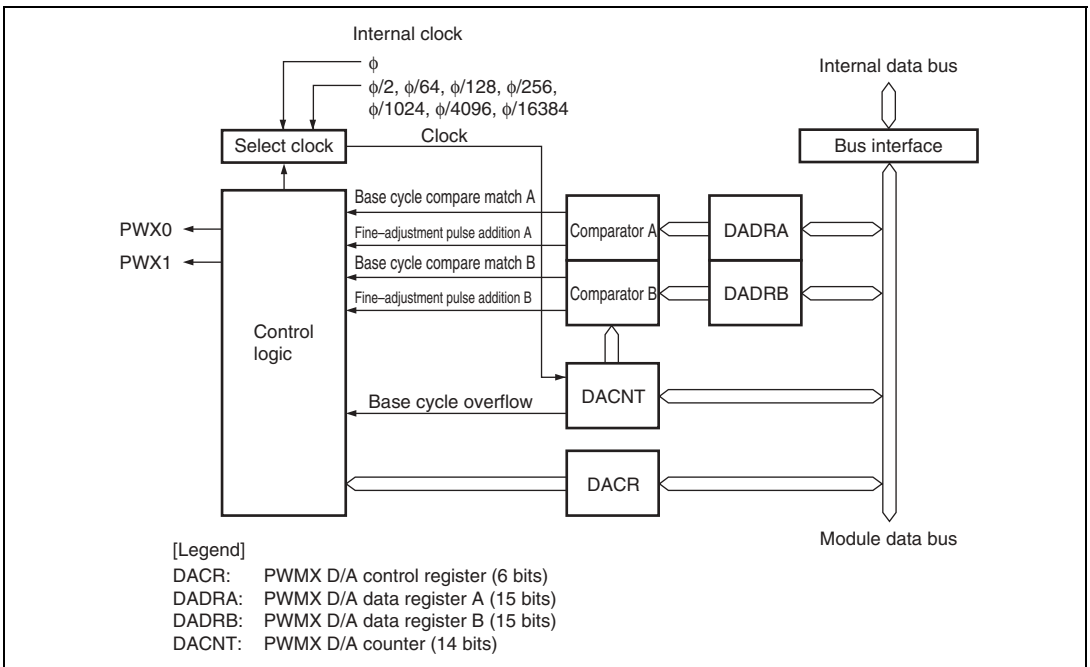 Internal clock
ϕ
ϕ/2, ϕ/64, ϕ/128, ϕ/256,
ϕ/1024, ϕ/4096, ϕ/16384
Internal data bus
Select clock
Clock
Bus interface
Base cycle compare match A
PWX0
Fine–adjustment pulse addition A
Comparator A
DADRA
PWX1
Base cycle compare match B
Fine–adjustment pulse addition B
Comparator B
DADRB
Control
logic
DACNT
Base cycle overflow
DACR
Module data bus
[Legend]
DACR: PWMX D/A control register (6 bits)
DADRA: PWMX D/A data register A (15 bits)
DADRB: PWMX D/A data register B (15 bits)
DACNT: PWMX D/A counter (14 bits)